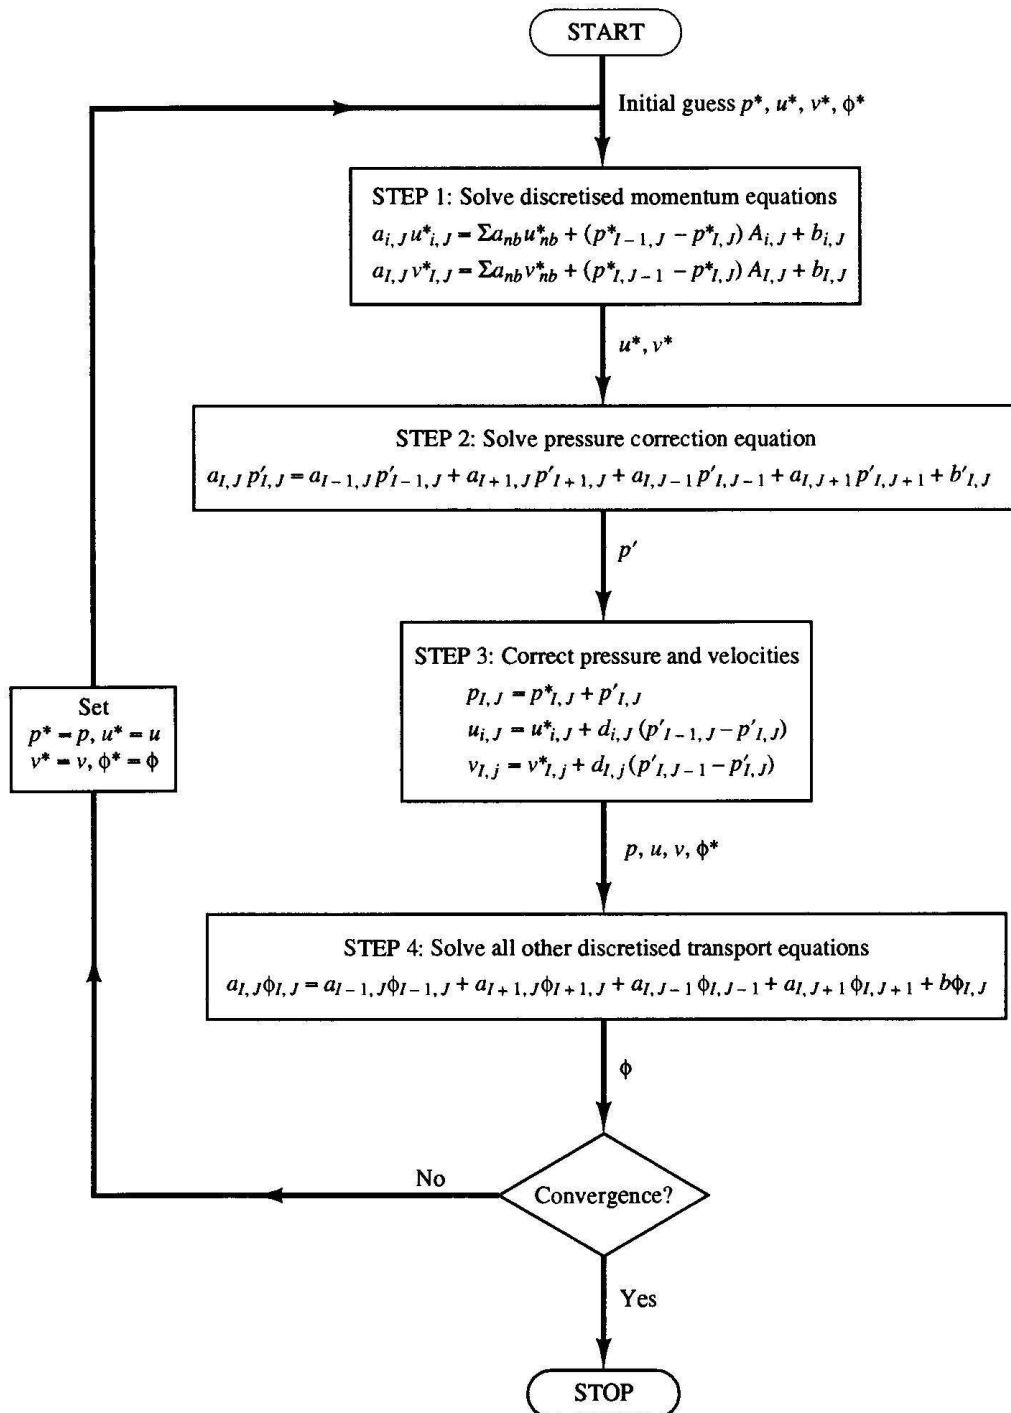 START
Initial guess p*, u*, v*, ϕ*
STEP 1: Solve discretised momentum equations
a_{i,J} u*_{i,J} = Σa_{nb} u*_{nb} + (p*_{I-1,J} − p*_{I,J}) A_{i,J} + b_{i,J}
a_{I,J} v*_{I,J} = Σa_{nb} v*_{nb} + (p*_{I,J-1} − p*_{I,J}) A_{I,J} + b_{I,J}
u*, v*
STEP 2: Solve pressure correction equation
a_{I,J} p'_{I,J} = a_{I-1,J} p'_{I-1,J} + a_{I+1,J} p'_{I+1,J} + a_{I,J-1} p'_{I,J-1} + a_{I,J+1} p'_{I,J+1} + b'_{I,J}
p'
STEP 3: Correct pressure and velocities
p_{I,J} = p*_{I,J} + p'_{I,J}
u_{i,J} = u*_{i,J} + d_{i,J} (p'_{I-1,J} − p'_{I,J})
v_{I,j} = v*_{I,j} + d_{I,j} (p'_{I,J-1} − p'_{I,J})
Set
p* = p, u* = u
v* = v, ϕ* = ϕ
p, u, v, ϕ*
STEP 4: Solve all other discretised transport equations
a_{I,J} ϕ_{I,J} = a_{I-1,J} ϕ_{I-1,J} + a_{I+1,J} ϕ_{I+1,J} + a_{I,J-1} ϕ_{I,J-1} + a_{I,J+1} ϕ_{I,J+1} + bϕ_{I,J}
ϕ
No
Convergence?
Yes
STOP